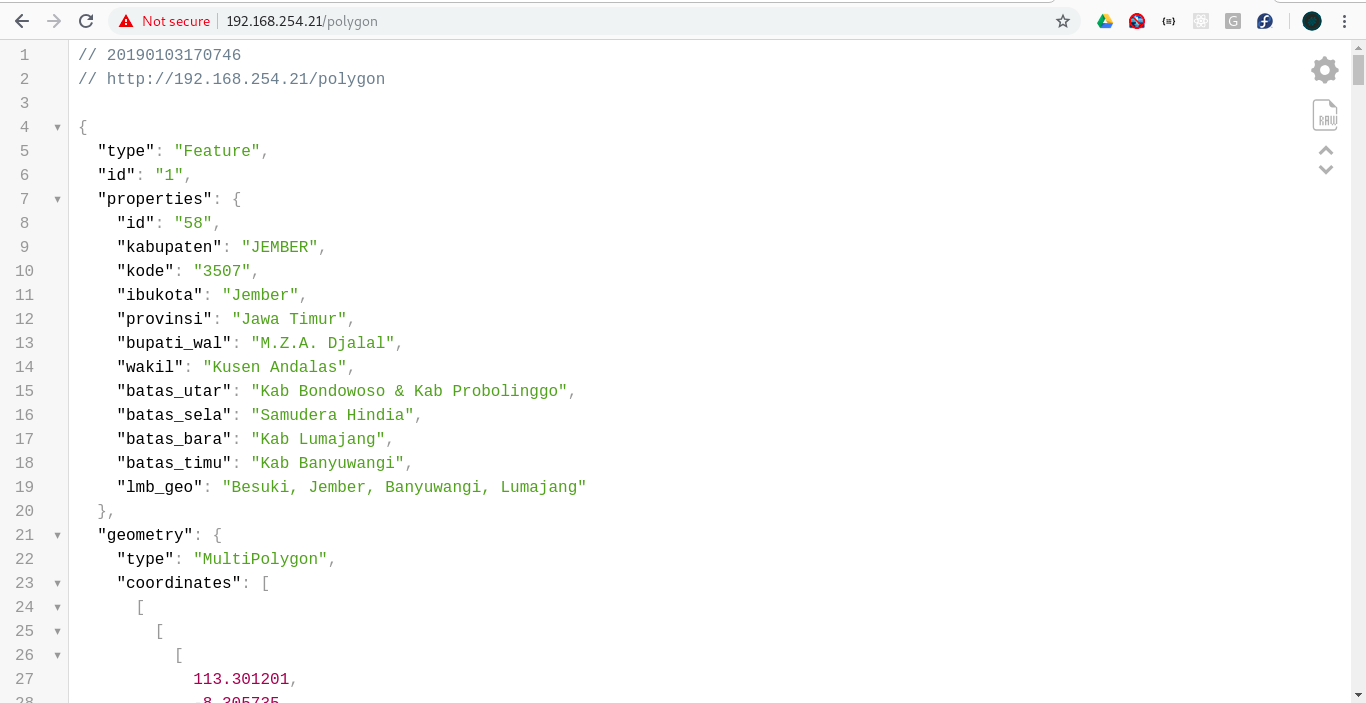 Not secure 192.168.254.21/polygon
1 // 20190103170746
2 // http://192.168.254.21/polygon
3
4 {
5 "type": "Feature",
6 "id": "1",
7 "properties": {
8 "id": "58",
9 "kabupaten": "JEMBER",
10 "kode": "3507",
11 "ibukota": "Jember",
12 "provinsi": "Jawa Timur",
13 "bupati_wal": "M.Z.A. Djalal",
14 "wakil": "Kusen Andalas",
15 "batas_utar": "Kab Bondowoso & Kab Probolinggo",
16 "batas_sela": "Samudera Hindia",
17 "batas_bara": "Kab Lumajang",
18 "batas_timu": "Kab Banyuwangi",
19 "lmb_geo": "Besuki, Jember, Banyuwangi, Lumajang"
20 },
21 "geometry": {
22 "type": "MultiPolygon",
23 "coordinates": [
24 [
25 [
26 [
27 113.301201,
28 -8.305735
RAW